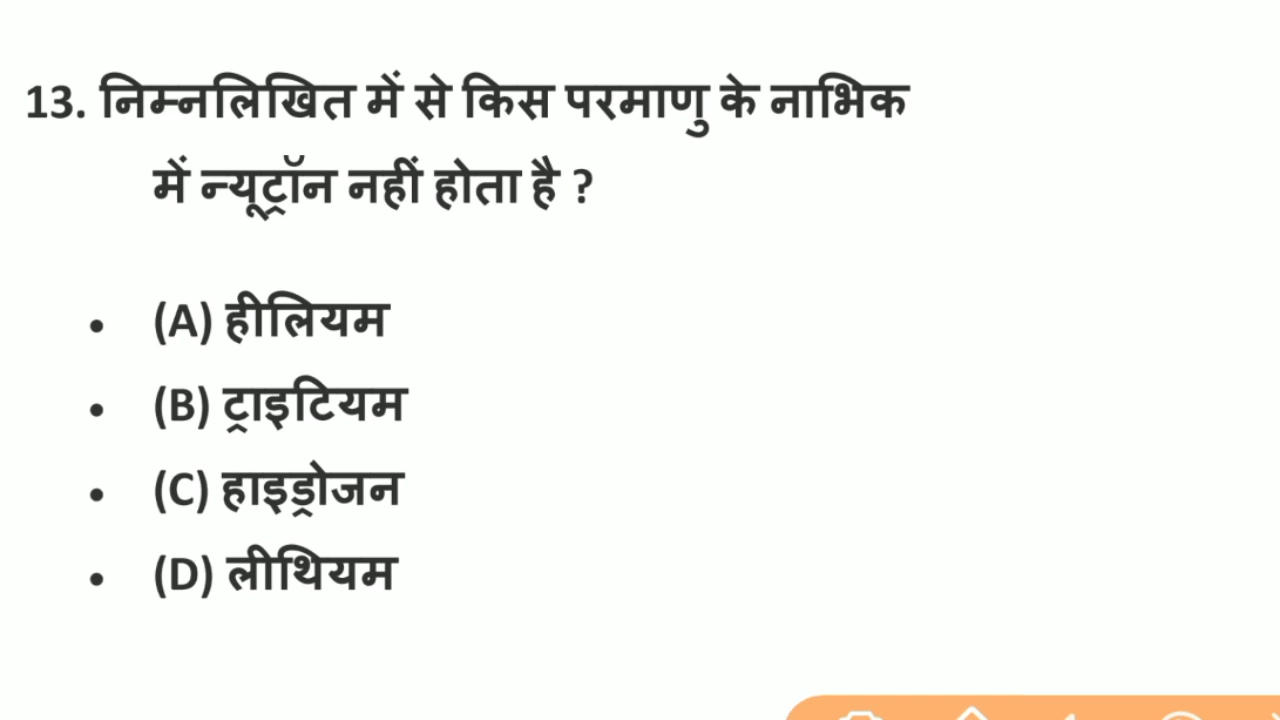 13. निम्नलिखित में से किस परमाणु के नाभिक
में न्यूट्रॉन नहीं होता है ?
• (A) हीलियम
• (B) ट्राइटियम
• (C) हाइड्रोजन
• (D) लीथियम